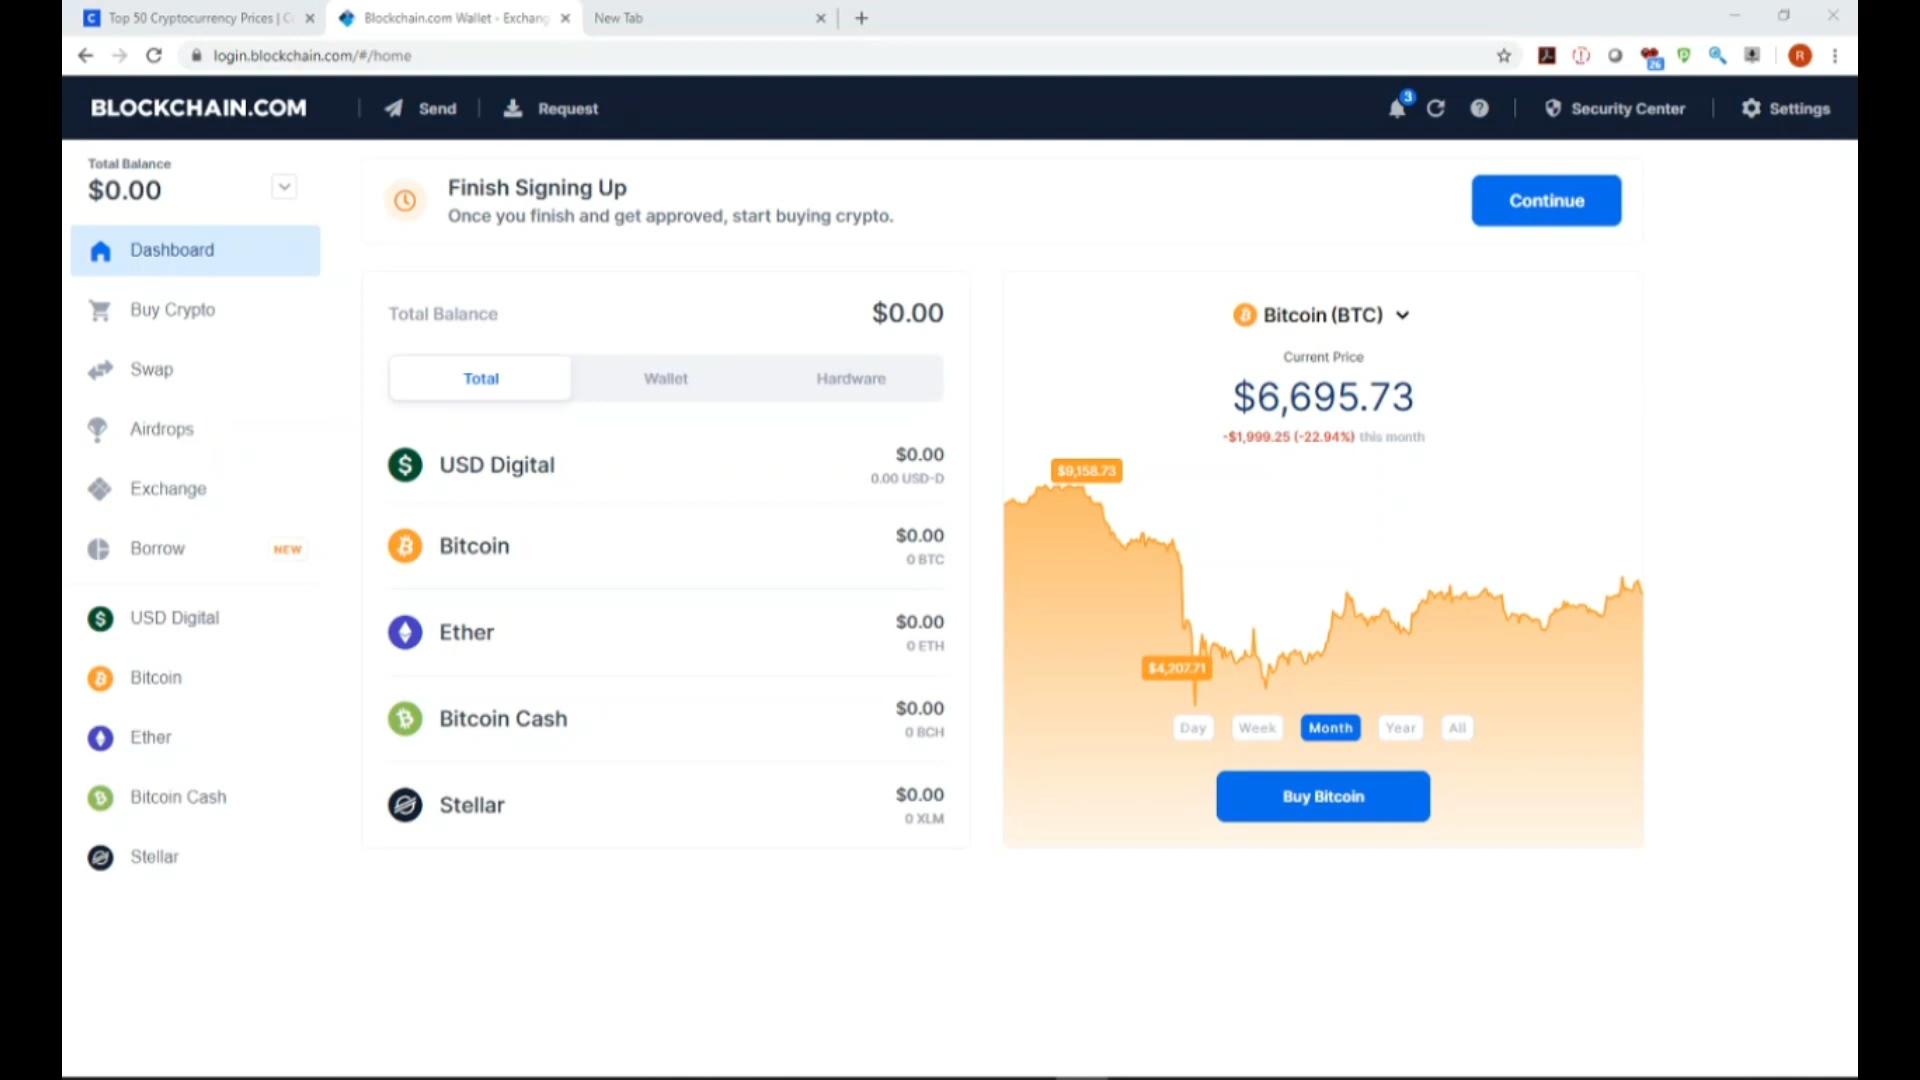 Top 50 Cryptocurrency Prices | C
Blockchain.com Wallet - Exchang
New Tab
login.blockchain.com/#/home
26
R
BLOCKCHAIN.COM
Send
Request
3
Security Center
Settings
Total Balance
$0.00
Dashboard
Buy Crypto
Swap
Airdrops
Exchange
Borrow
NEW
USD Digital
Bitcoin
Ether
Bitcoin Cash
Stellar
Finish Signing Up
Once you finish and get approved, start buying crypto.
Continue
Total Balance
$0.00
Total
Wallet
Hardware
USD Digital
$0.00
0.00 USD-D
Bitcoin
$0.00
0 BTC
Ether
$0.00
0 ETH
Bitcoin Cash
$0.00
0 BCH
Stellar
$0.00
0 XLM
Bitcoin (BTC)
Current Price
$6,695.73
-$1,999.25 (-22.94%) this month
$9,158.73
$4,207.71
Day
Week
Month
Year
All
Buy Bitcoin